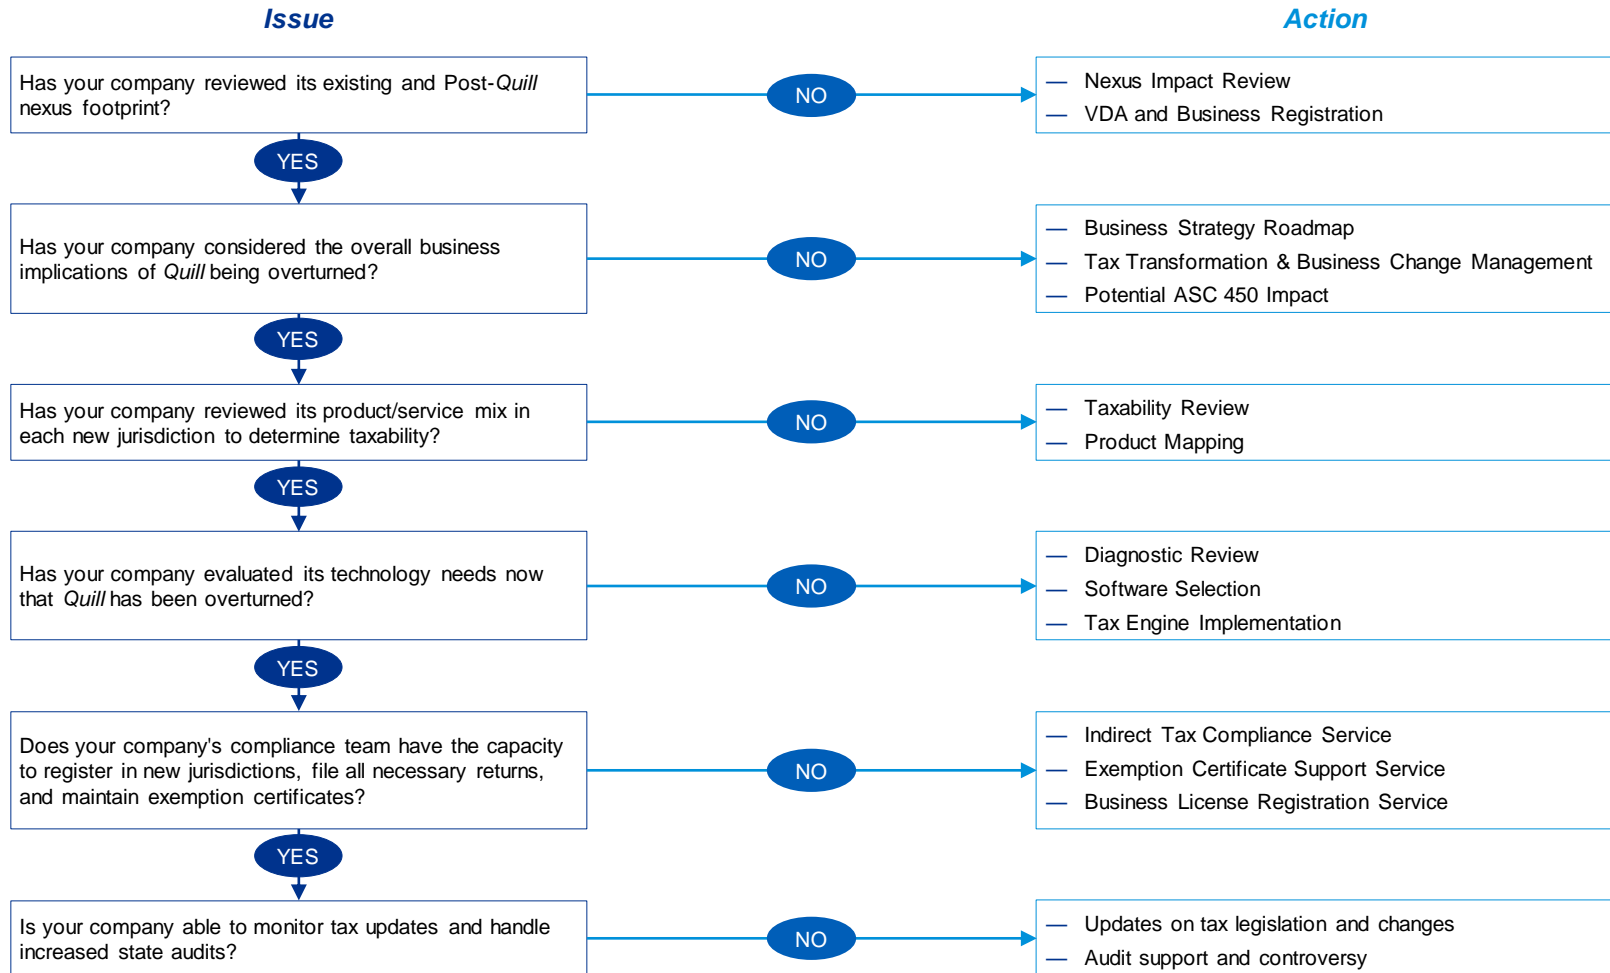 Issue
Action
Has your company reviewed its existing and Post-Quill
nexus footprint?
NO
— Nexus Impact Review
— VDA and Business Registration
YES
Has your company considered the overall business
implications of Quill being overturned?
NO
— Business Strategy Roadmap
— Tax Transformation & Business Change Management
— Potential ASC 450 Impact
YES
Has your company reviewed its product/service mix in
each new jurisdiction to determine taxability?
NO
— Taxability Review
— Product Mapping
YES
Has your company evaluated its technology needs now
that Quill has been overturned?
NO
— Diagnostic Review
— Software Selection
— Tax Engine Implementation
YES
Does your company's compliance team have the capacity
to register in new jurisdictions, file all necessary returns,
and maintain exemption certificates?
NO
— Indirect Tax Compliance Service
— Exemption Certificate Support Service
— Business License Registration Service
YES
Is your company able to monitor tax updates and handle
increased state audits?
NO
— Updates on tax legislation and changes
— Audit support and controversy